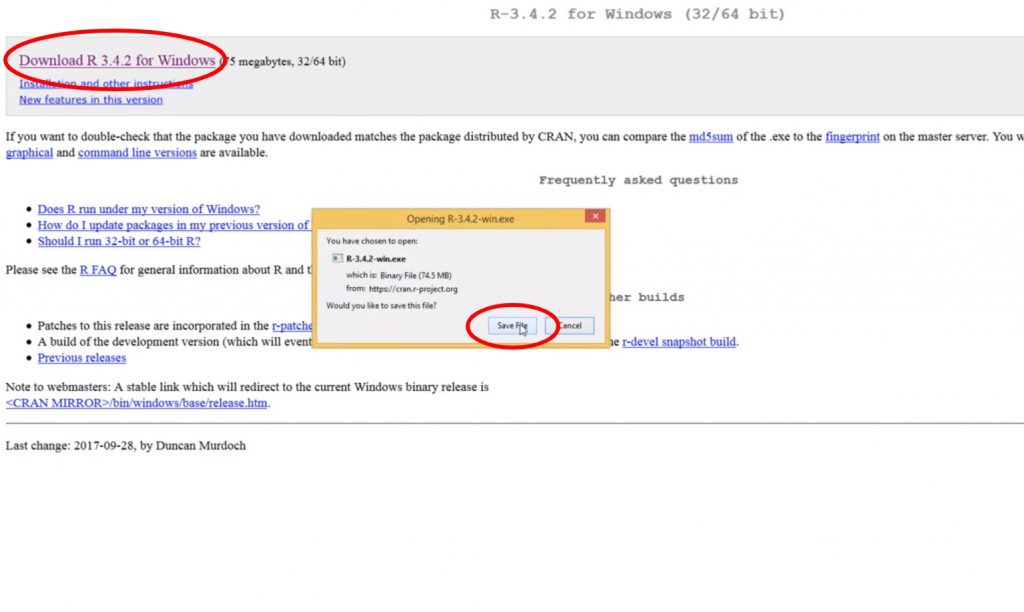 R-3.4.2 for Windows (32/64 bit)
Download R 3.4.2 for Windows (75 megabytes, 32/64 bit)
Installation and other instructions
New features in this version
If you want to double-check that the package you have downloaded matches the package distributed by CRAN, you can compare the md5sum of the .exe to the fingerprint on the master server. You w
graphical and command line versions are available.
Frequently asked questions
Does R run under my version of Windows?
How do I update packages in my previous version of
Should I run 32-bit or 64-bit R?
Please see the R FAQ for general information about R and t
Opening R-3.4.2-win.exe
You have chosen to open:
R-3.4.2-win.exe
which is: Binary File (74.5 MB)
from: https://cran.r-project.org
Would you like to save this file?
Save File
Cancel
her builds
Patches to this release are incorporated in the r-patche
A build of the development version (which will event
e r-devel snapshot build.
Previous releases
Note to webmasters: A stable link which will redirect to the current Windows binary release is
<CRAN MIRROR>/bin/windows/base/release.htm.
Last change: 2017-09-28, by Duncan Murdoch